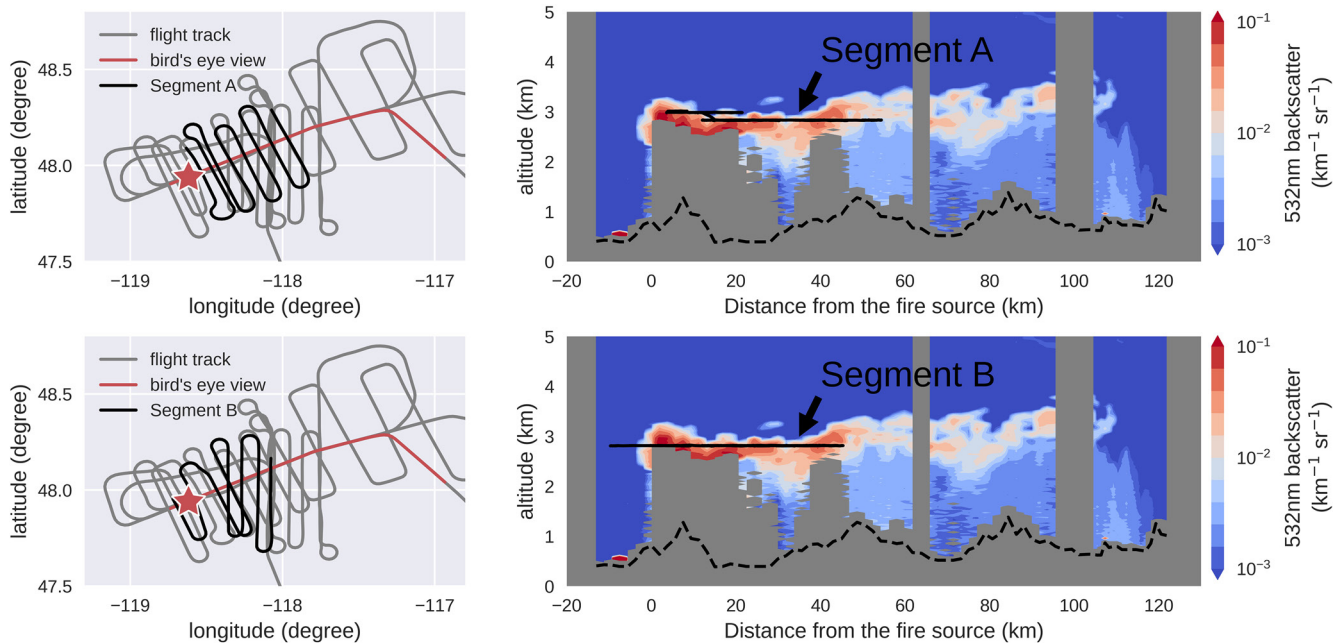 flight track
bird's eye view
Segment A
48.5
48.0
47.5
latitude (degree)
−119
−118
−117
longitude (degree)
Segment A
5
4
3
2
1
0
altitude (km)
−20
0
20
40
60
80
100
120
Distance from the fire source (km)
10⁻¹
10⁻²
10⁻³
532nm backscatter
(km⁻¹ sr⁻¹)
flight track
bird's eye view
Segment B
48.5
48.0
47.5
latitude (degree)
−119
−118
−117
longitude (degree)
Segment B
5
4
3
2
1
0
altitude (km)
−20
0
20
40
60
80
100
120
Distance from the fire source (km)
10⁻¹
10⁻²
10⁻³
532nm backscatter
(km⁻¹ sr⁻¹)